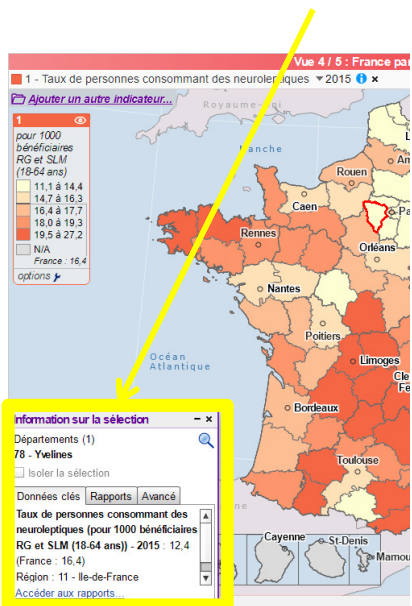 Vue 4 / 5 : France par
1 - Taux de personnes consommant des neuroleptiques 2015
Ajouter un autre indicateur...
Royaume-Uni
1
pour 1000
bénéficiaires
RG et SLM
(18-64 ans)
11,1 à 14,4
14,7 à 16,3
16,4 à 17,7
18,0 à 19,3
19,5 à 27,2
N/A
France : 16,4
options
Manche
L
Am
Rouen
Caen
Pa
Rennes
Orléans
Nantes
Poitiers
Océan
Atlantique
Limoges
Cle
Fe
Bordeaux
Toulouse
Cayenne
St-Denis
Mamou
Information sur la sélection
Départements (1)
78 - Yvelines
Isoler la sélection
Données clés Rapports Avancé
Taux de personnes consommant des
neuroleptiques (pour 1000 bénéficiaires
RG et SLM (18-64 ans)) - 2015 : 12,4
(France : 16,4)
Région : 11 - Ile-de-France
Accéder aux rapports...